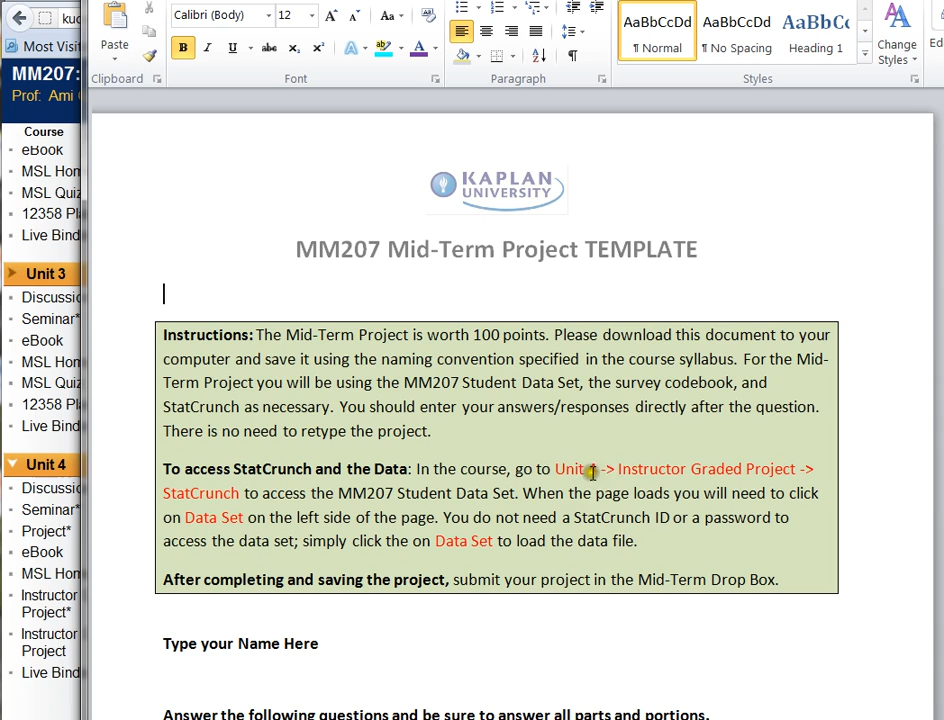 Calibri (Body) 12 A A Aa
AaBbCcDd AaBbCcDd AaBbCc
Paste
B I U abc x₂ x² A ab A
¶ Normal ¶ No Spacing Heading 1
Change
Styles
Clipboard Font Paragraph Styles
Most Visit
MM207:
Prof: Ami
Course
eBook
MSL Hom
MSL Quiz
12358 Pla
Live Bind
Unit 3
Discussio
Seminar*
eBook
MSL Hom
MSL Quiz
12358 Pla
Live Bind
Unit 4
Discussio
Seminar*
Project*
eBook
MSL Hom
Instructor
Project*
Instructor
Project
Live Bind
KAPLAN
UNIVERSITY
MM207 Mid-Term Project TEMPLATE
Instructions: The Mid-Term Project is worth 100 points. Please download this document to your
computer and save it using the naming convention specified in the course syllabus. For the Mid-
Term Project you will be using the MM207 Student Data Set, the survey codebook, and
StatCrunch as necessary. You should enter your answers/responses directly after the question.
There is no need to retype the project.
To access StatCrunch and the Data: In the course, go to Unit -> Instructor Graded Project ->
StatCrunch to access the MM207 Student Data Set. When the page loads you will need to click
on Data Set on the left side of the page. You do not need a StatCrunch ID or a password to
access the data set; simply click the on Data Set to load the data file.
After completing and saving the project, submit your project in the Mid-Term Drop Box.
Type your Name Here
Answer the following questions and be sure to answer all parts and portions.